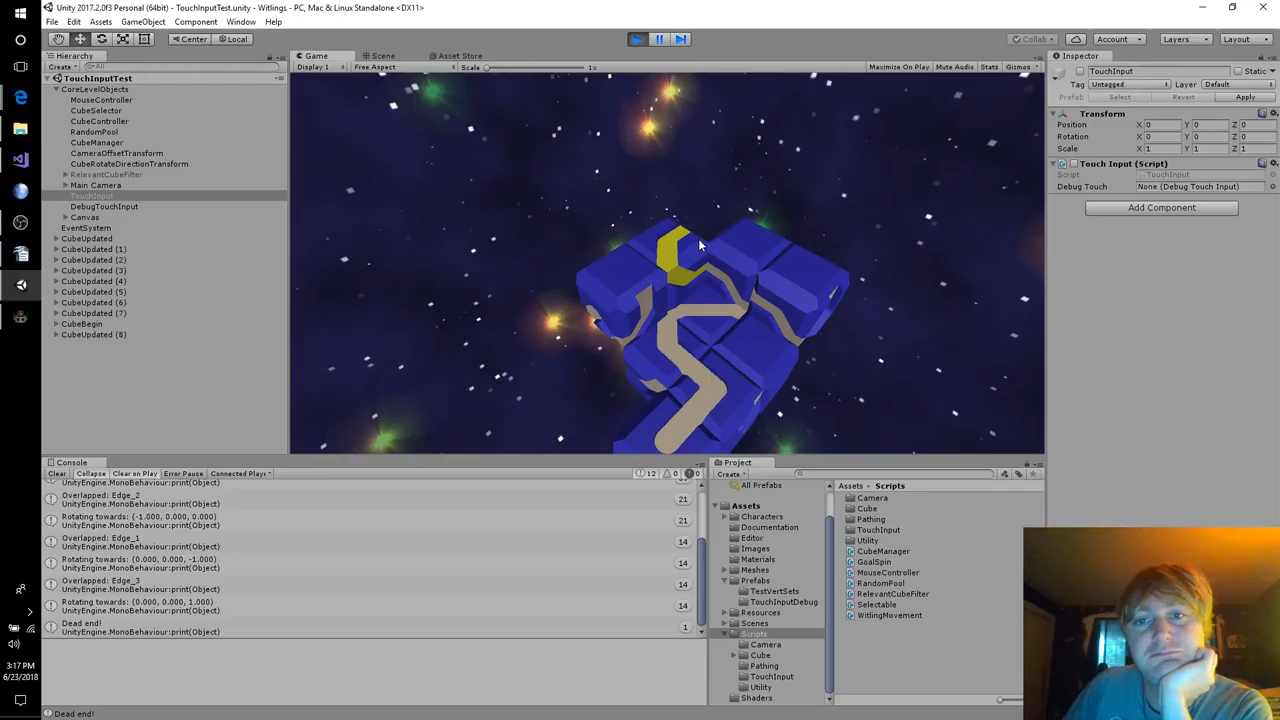 Unity 2017.2.0f3 Personal (64bit) - TouchInputTest.unity - Witlings - PC, Mac & Linux Standalone <DX11>
File Edit Assets GameObject Component Window Help
Center Local
Collab Account Layers Layout
Hierarchy
Create All
TouchInputTest
CoreLevelObjects
MouseController
CubeSelector
CubeController
RandomPool
CubeManager
CameraOffsetTransform
CubeRotateDirectionTransform
RelevantCubeFilter
Main Camera
TouchInput
DebugTouchInput
Canvas
EventSystem
CubeUpdated
CubeUpdated (1)
CubeUpdated (2)
CubeUpdated (3)
CubeUpdated (4)
CubeUpdated (5)
CubeUpdated (6)
CubeUpdated (7)
CubeBegin
CubeUpdated (8)
Game Scene Asset Store
Display 1 Free Aspect Scale 1x Maximize On Play Mute Audio Stats Gizmos
Inspector
TouchInput Static
Tag Untagged Layer Default
Prefab Select Revert Apply
Transform
Position X 0 Y 0 Z 0
Rotation X 0 Y 0 Z 0
Scale X 1 Y 1 Z 1
Touch Input (Script)
Script TouchInput
Debug Touch None (Debug Touch Input)
Add Component
Console
Clear Collapse Clear on Play Error Pause Connected Play 12 0 0
UnityEngine.MonoBehaviour:print(Object)
Overlapped: Edge_2
UnityEngine.MonoBehaviour:print(Object) 21
Rotating towards: (-1.000, 0.000, 0.000)
UnityEngine.MonoBehaviour:print(Object) 21
Overlapped: Edge_1
UnityEngine.MonoBehaviour:print(Object) 14
Rotating towards: (0.000, 0.000, -1.000)
UnityEngine.MonoBehaviour:print(Object) 14
Overlapped: Edge_3
UnityEngine.MonoBehaviour:print(Object) 14
Rotating towards: (0.000, 0.000, 1.000)
UnityEngine.MonoBehaviour:print(Object) 14
Dead end!
UnityEngine.MonoBehaviour:print(Object) 1
Project
Create
All Prefabs
Assets
Characters
Documentation
Editor
Images
Materials
Meshes
Prefabs
TestVertSets
TouchInputDebug
Resources
Scenes
Scripts
Camera
Cube
Pathing
TouchInput
Utility
Shaders
Assets Scripts
Camera
Cube
Pathing
TouchInput
Utility
CubeManager
GoalSpin
MouseController
RandomPool
RelevantCubeFilter
Selectable
WitlingMovement
3:17 PM
6/23/2018
Dead end!